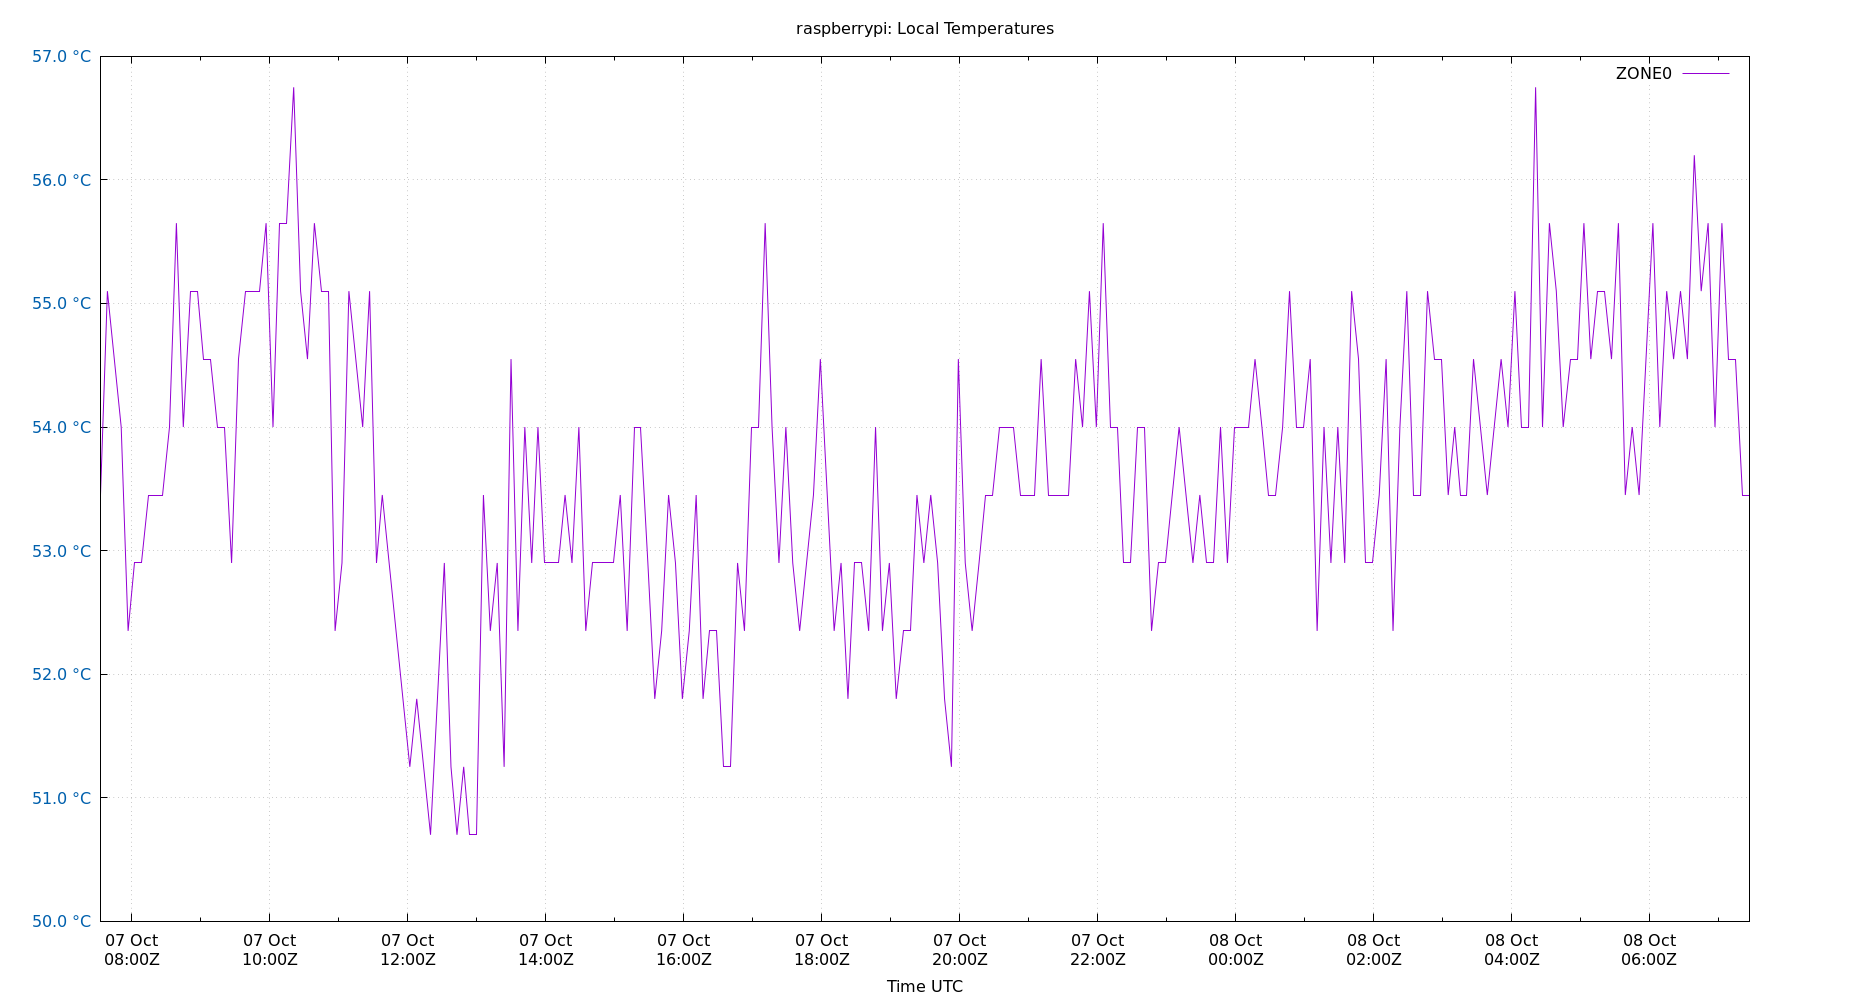 raspberrypi: Local Temperatures
57.0 °C
56.0 °C
55.0 °C
54.0 °C
53.0 °C
52.0 °C
51.0 °C
50.0 °C
ZONE0
07 Oct 07 Oct 07 Oct 07 Oct 07 Oct 07 Oct 07 Oct 07 Oct 08 Oct 08 Oct 08 Oct 08 Oct
08:00Z 10:00Z 12:00Z 14:00Z 16:00Z 18:00Z 20:00Z 22:00Z 00:00Z 02:00Z 04:00Z 06:00Z
Time UTC